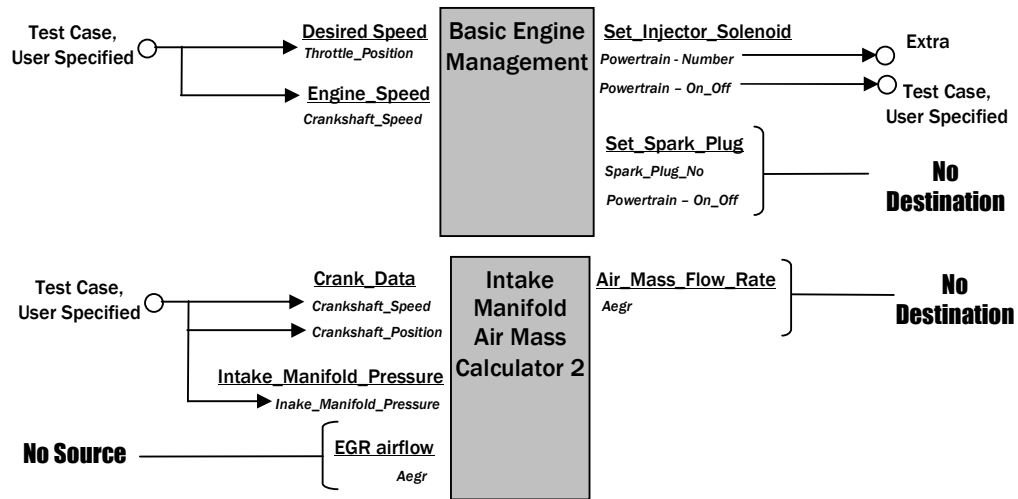 Test Case,
User Specified
Desired Speed
Throttle_Position
Engine_Speed
Crankshaft_Speed
Basic Engine
Management
Set_Injector_Solenoid
Powertrain - Number
Powertrain – On_Off
Extra
Test Case,
User Specified
Set_Spark_Plug
Spark_Plug_No
Powertrain – On_Off
No
Destination
Test Case,
User Specified
Crank_Data
Crankshaft_Speed
Crankshaft_Position
Intake_Manifold_Pressure
Inake_Manifold_Pressure
No Source
EGR airflow
Aegr
Intake
Manifold
Air Mass
Calculator 2
Air_Mass_Flow_Rate
Aegr
No
Destination